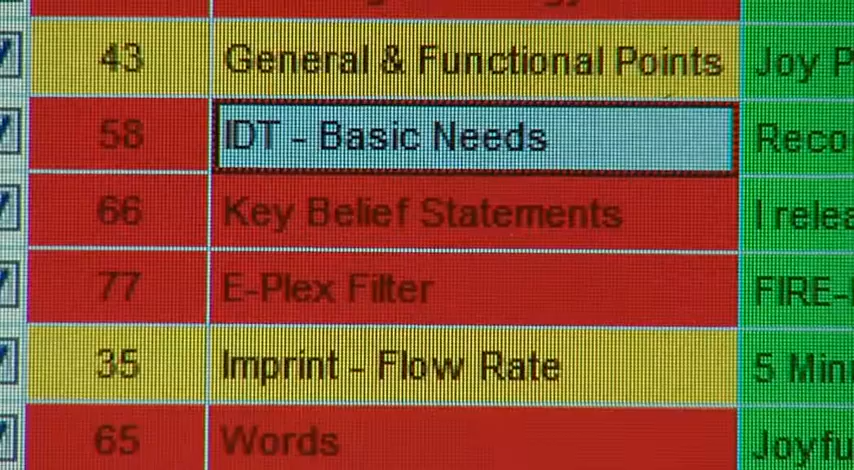 43 General & Functional Points Joy P
58 IDT - Basic Needs Reco
66 Key Belief Statements I relea
77 E-Plex Filter FIRE-
35 Imprint - Flow Rate 5 Min
65 Words Joyfu